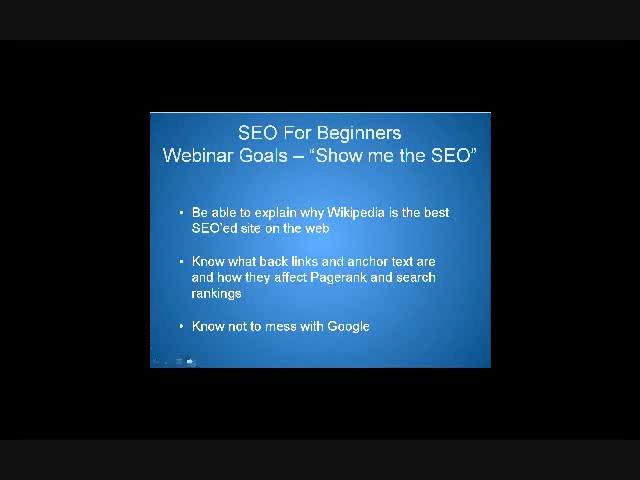 SEO For Beginners
Webinar Goals – “Show me the SEO”
• Be able to explain why Wikipedia is the best
SEO’ed site on the web
• Know what back links and anchor text are
and how they affect Pagerank and search
rankings
• Know not to mess with Google